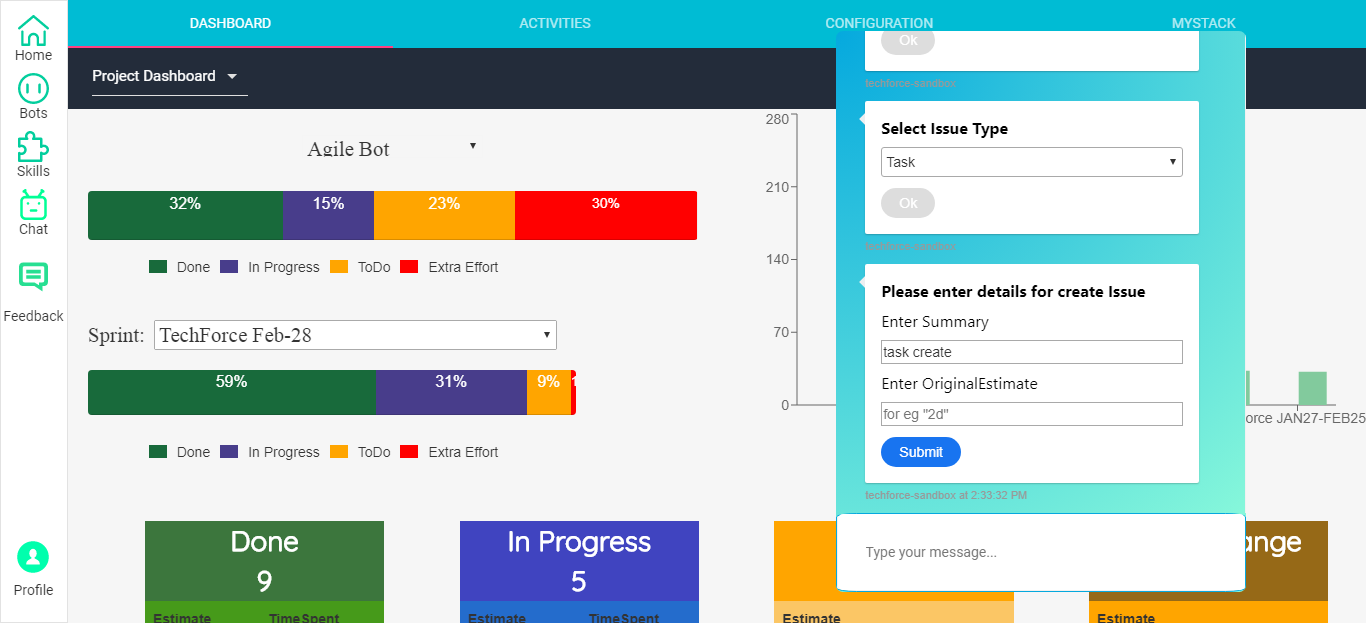 DASHBOARD
ACTIVITIES
CONFIGURATION
MYSTACK
Home
Bots
Skills
Chat
Feedback
Profile
Project Dashboard
Agile Bot
32%
15%
23%
30%
Done
In Progress
ToDo
Extra Effort
Sprint:
TechForce Feb-28
59%
31%
9%
Done
In Progress
ToDo
Extra Effort
280
210
140
70
0
JAN27-FEB25
Ok
techforce-sandbox
Select Issue Type
Task
Ok
techforce-sandbox
Please enter details for create Issue
Enter Summary
task create
Enter OriginalEstimate
for eg "2d"
Submit
techforce-sandbox at 2:33:32 PM
Type your message...
Done
9
Estimate
TimeSpent
In Progress
5
Estimate
TimeSpent
Estimate
Estimate